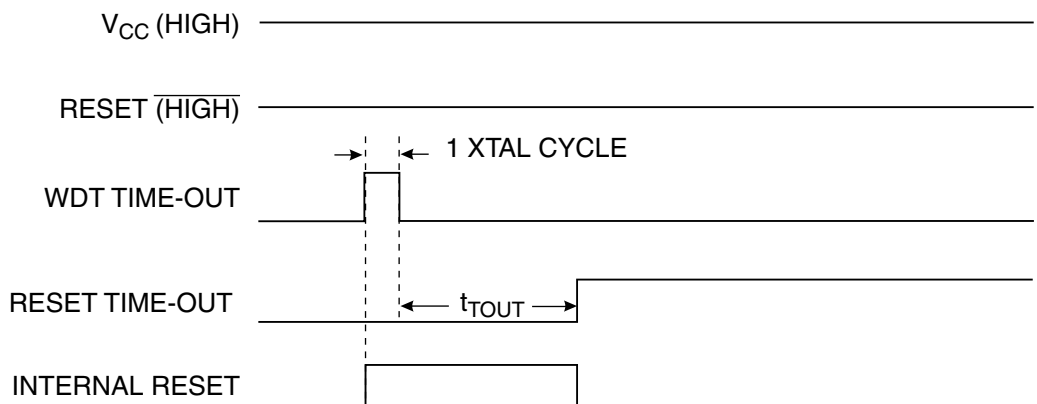 VCC (HIGH)
RESET (HIGH)
1 XTAL CYCLE
WDT TIME-OUT
RESET TIME-OUT
tTOUT
INTERNAL RESET